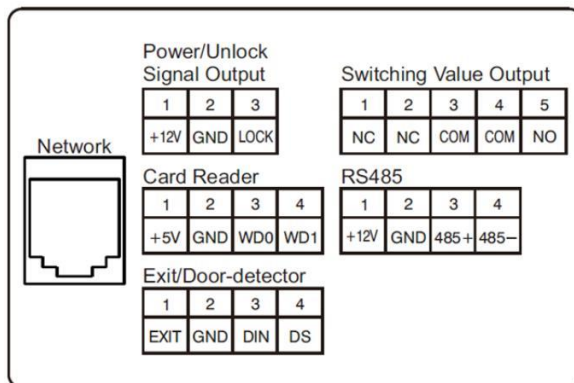 Network
Power/Unlock
Signal Output
1 2 3
+12V GND LOCK
Switching Value Output
1 2 3 4 5
NC NC COM COM NO
Card Reader
1 2 3 4
+5V GND WD0 WD1
RS485
1 2 3 4
+12V GND 485+ 485−
Exit/Door-detector
1 2 3 4
EXIT GND DIN DS